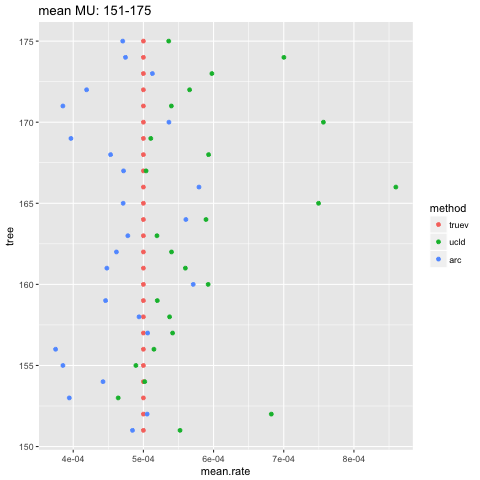 mean MU: 151-175
175
170
165
160
155
150
tree
4e-04 5e-04 6e-04 7e-04 8e-04
mean.rate
method
truev
ucld
arc